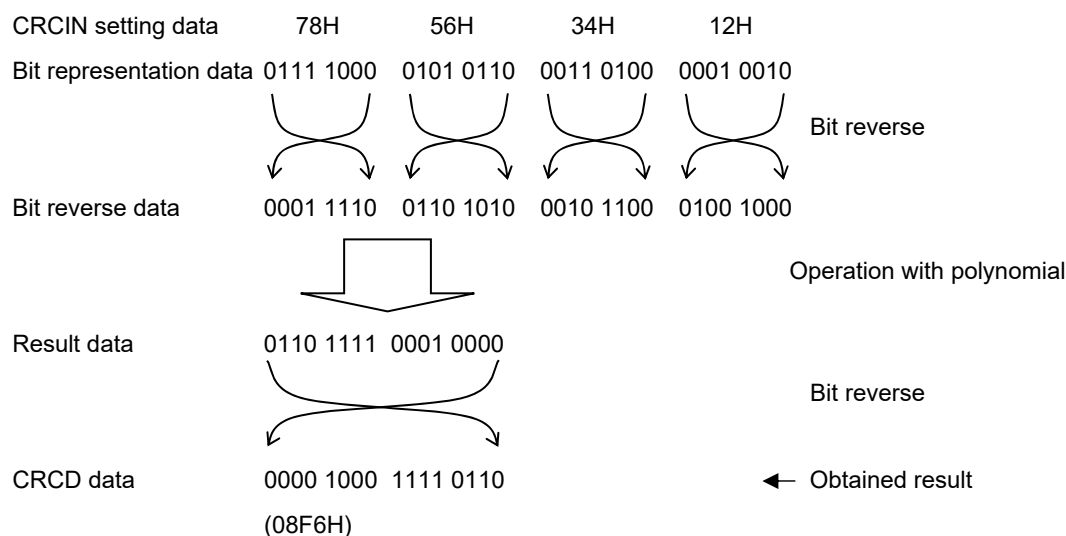 CRCIN setting data 78H 56H 34H 12H
Bit representation data 0111 1000 0101 0110 0011 0100 0001 0010
Bit reverse
Bit reverse data 0001 1110 0110 1010 0010 1100 0100 1000
Operation with polynomial
Result data 0110 1111 0001 0000
Bit reverse
CRCD data 0000 1000 1111 0110 Obtained result
(08F6H)